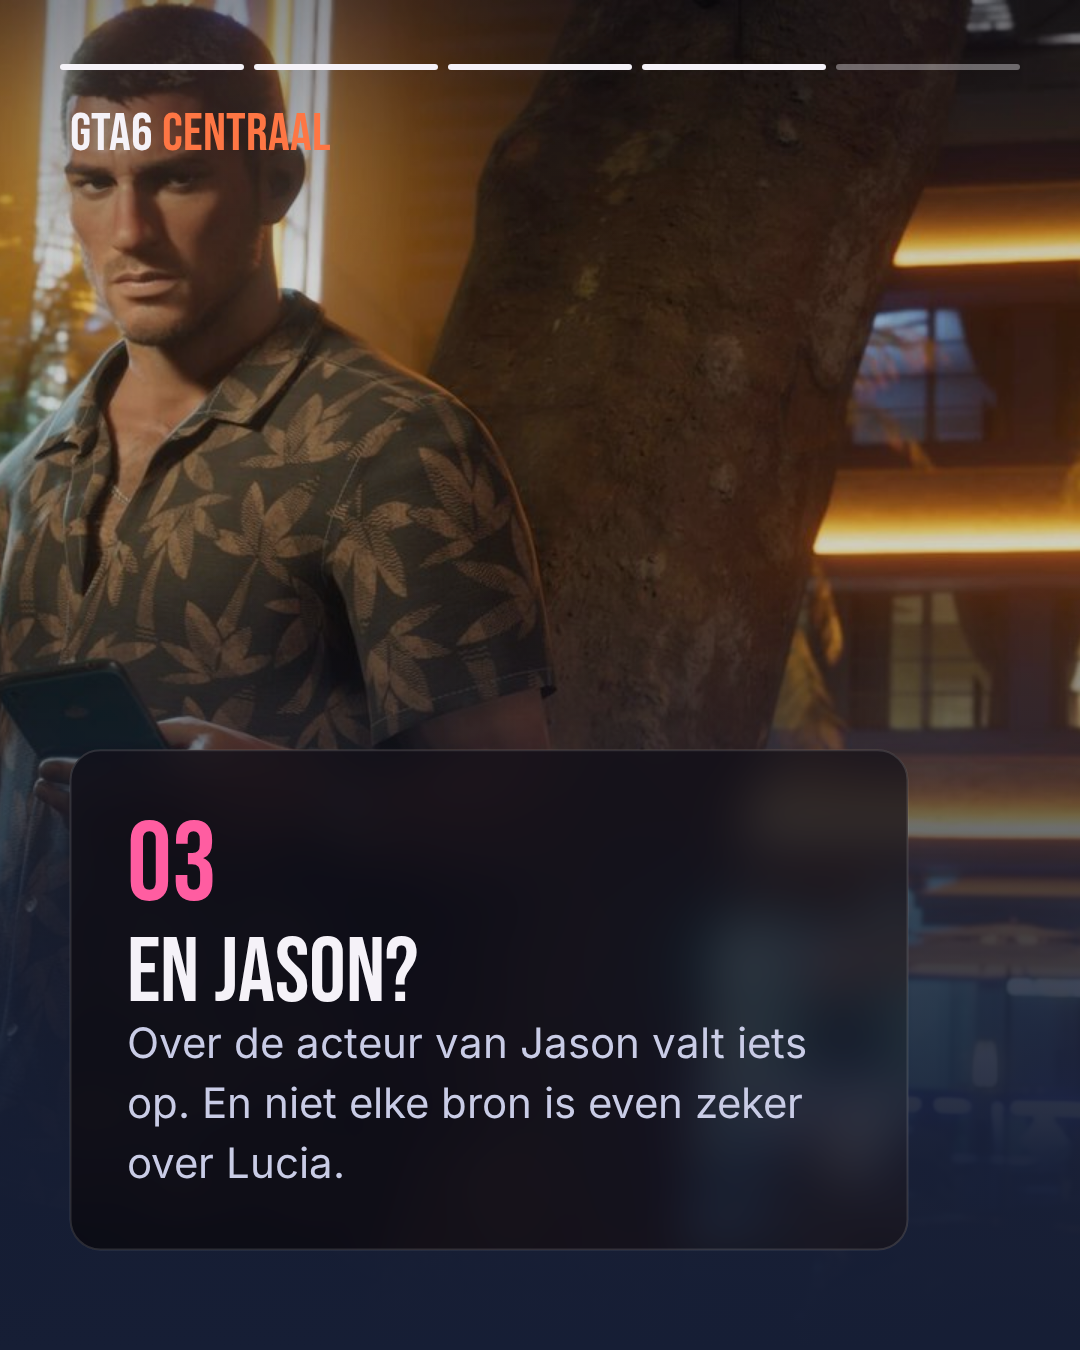 GTA6 CENTRAAL
03
EN JASON?
Over de acteur van Jason valt iets
op. En niet elke bron is even zeker
over Lucia.